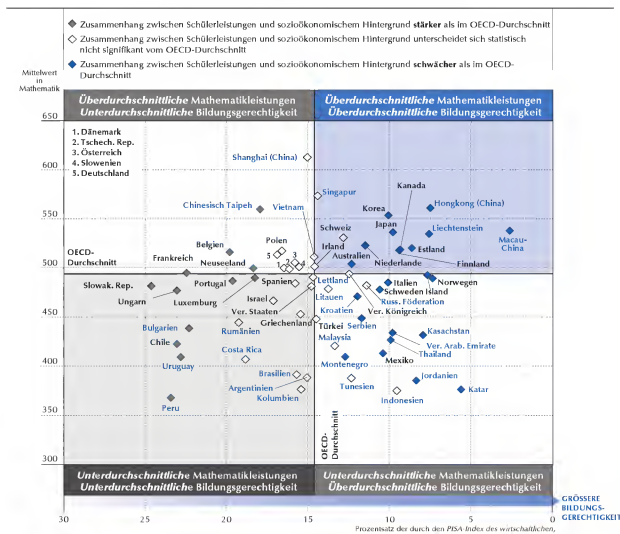 Zusammenhang zwischen Schülerleistungen und sozioökonomischem Hintergrund stärker als im OECD-Durchschnitt
Zusammenhang zwischen Schülerleistungen und sozioökonomischem Hintergrund unterscheidet sich statistisch
nicht signifikant vom OECD-Durchschnitt
Zusammenhang zwischen Schülerleistungen und sozioökonomischem Hintergrund schwächer als im OECD-
Durchschnitt
Mittelwert
in
Mathematik
Überdurchschnittliche Mathematikleistungen
Unterdurchschnittliche Bildungsgerechtigkeit
Überdurchschnittliche Mathematikleistungen
Überdurchschnittliche Bildungsgerechtigkeit
650
1. Dänemark
2. Tschech. Rep.
3. Österreich
4. Slowenien
5. Deutschland
Shanghai (China)
600
Singapur
Kanada
Chinesisch Taipeh
Vietnam
Korea
Hongkong (China)
550
Japan
Schweiz
Liechtenstein
Macau-
China
Belgien
Polen
Irland
Estland
OECD-
Durchschnitt
Frankreich
Neuseeland
5
1
2
3
4
Australien
Niederlande
Finnland
500
Slowak. Rep.
Portugal
Spanien
Lettland
Italien
Norwegen
Ungarn
Luxemburg
Israel
Litauen
Schweden
Island
Ver. Staaten
Kroatien
Russ. Föderation
Ver. Königreich
450
Griechenland
Türkei
Serbien
Bulgarien
Rumänien
Malaysia
Kasachstan
Chile
Ver. Arab. Emirate
Costa Rica
Thailand
Uruguay
Montenegro
Mexiko
400
Brasilien
Argentinien
Tunesien
Jordanien
Kolumbien
Indonesien
Katar
Peru
350
OECD-
Durchschnitt
300
Unterdurchschnittliche Mathematikleistungen
Unterdurchschnittliche Bildungsgerechtigkeit
Unterdurchschnittliche Mathematikleistungen
Überdurchschnittliche Bildungsgerechtigkeit
GRÖSSERE
BILDUNGS-
GERECHTIGKEIT
30
25
20
15
10
5
0
Prozentsatz der durch den PISA-Index des wirtschaftlichen,